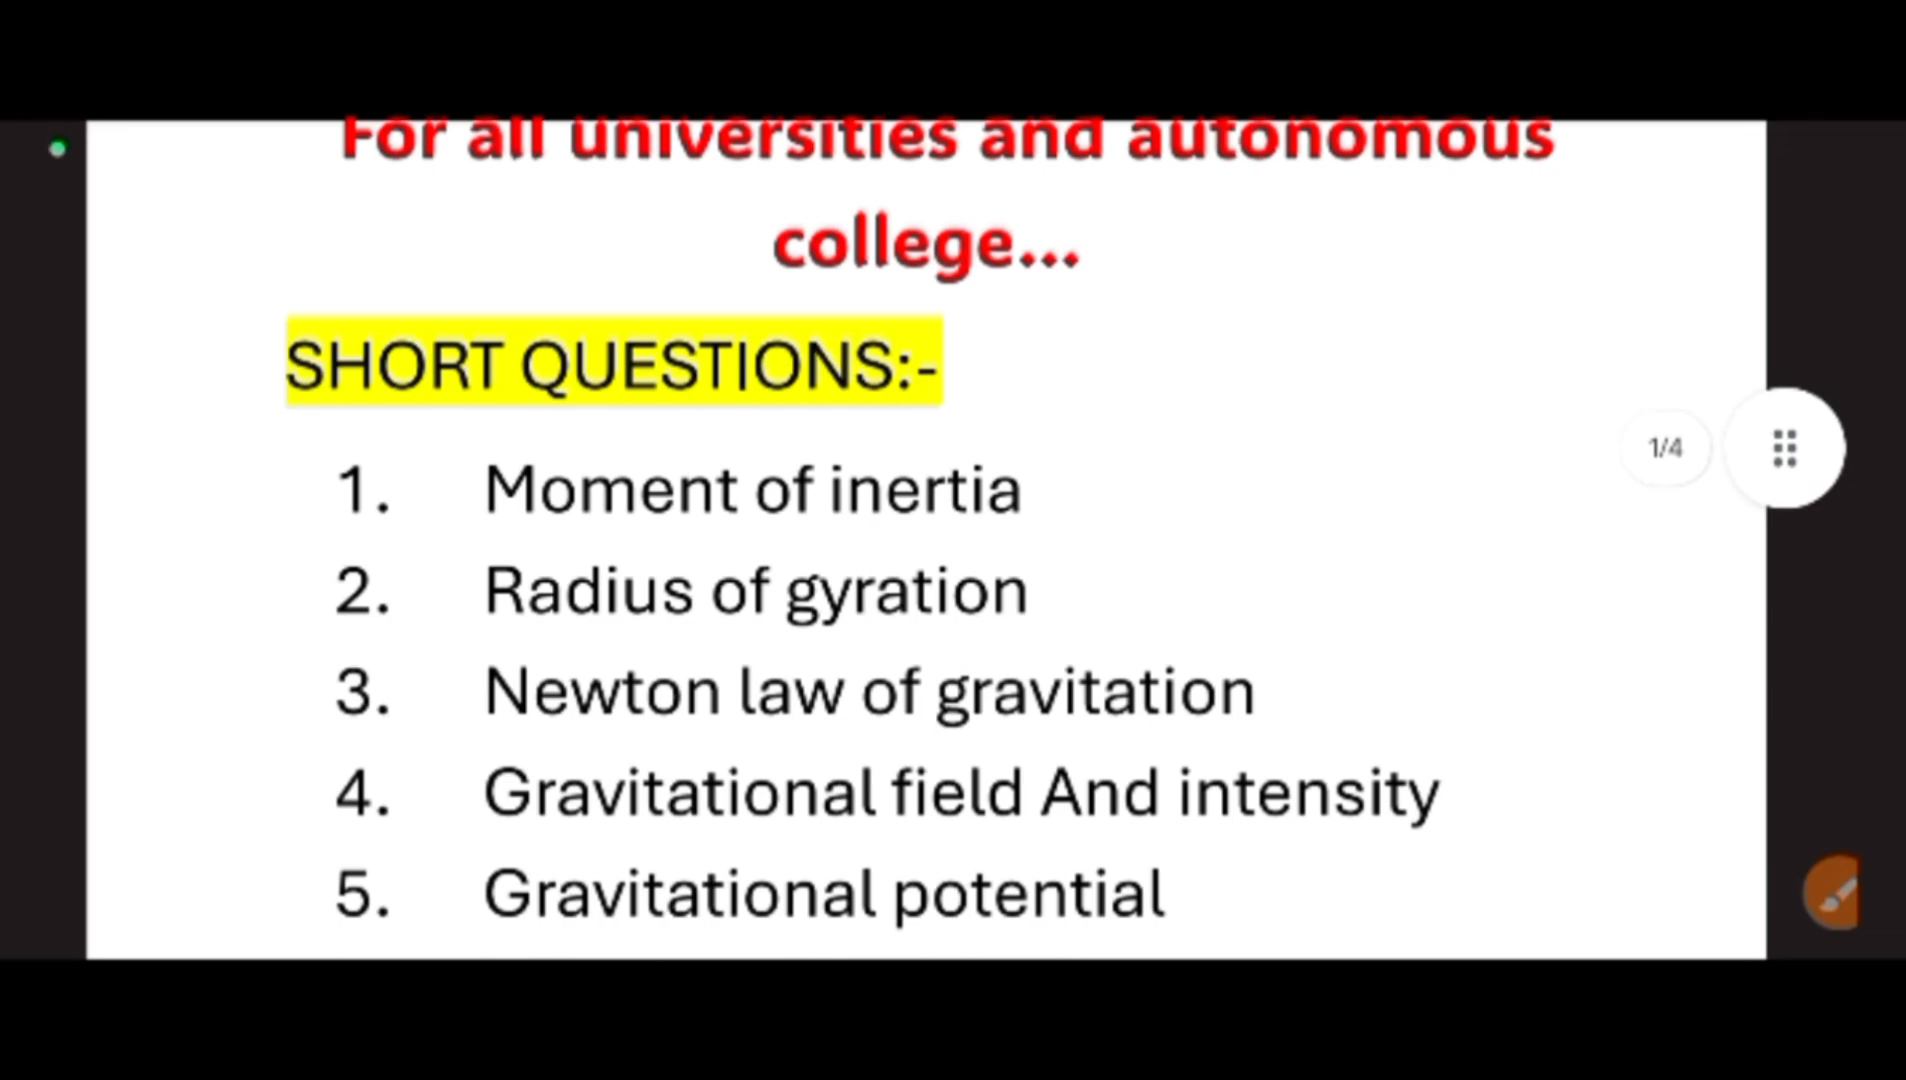 For all universities and autonomous
college...
SHORT QUESTIONS:-
1. Moment of inertia
1/4
2. Radius of gyration
3. Newton law of gravitation
4. Gravitational field And intensity
5. Gravitational potential